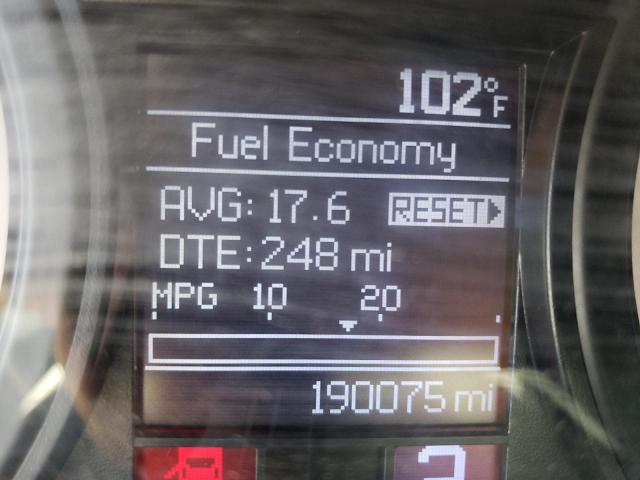 102°F
Fuel Economy
AVG: 17.6 RESET
DTE: 248 mi
MPG 10 20
190075 mi